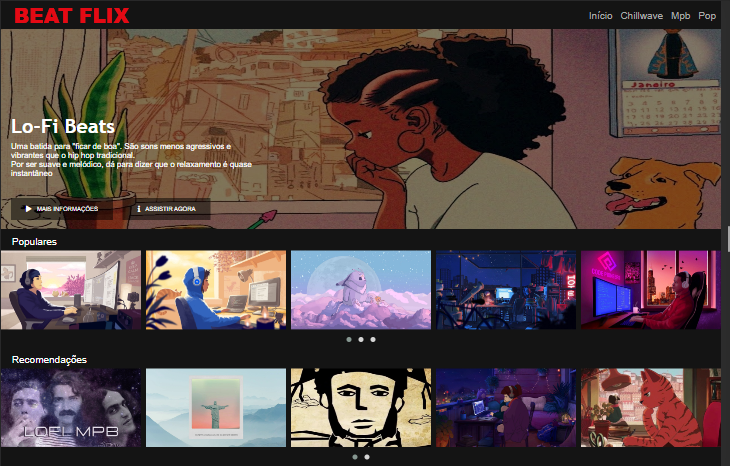 BEAT FLIX
Início Chillwave Mpb Pop
Janeiro
Lo-Fi Beats
Uma batida para "ficar de boa". São sons menos agressivos e
vibrantes que o hip hop tradicional.
Por ser suave e melódico, dá para dizer que o relaxamento é quase
instantâneo
MAIS INFORMAÇÕES
ASSISTIR AGORA
Populares
Recomendações
LOFI MPB